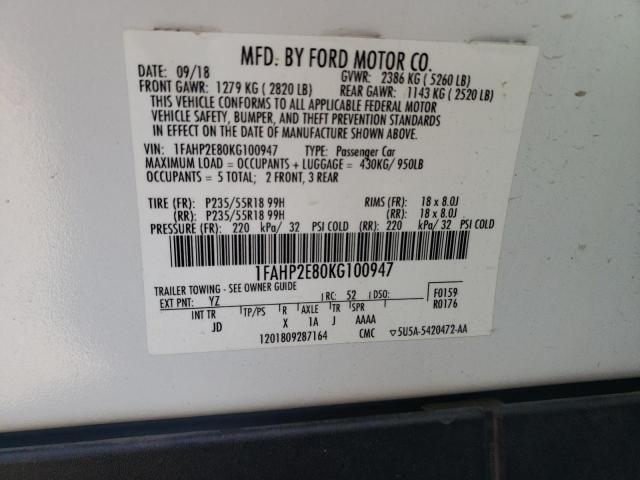 MFD. BY FORD MOTOR CO.
DATE: 09/18 GVWR: 2386 KG ( 5260 LB)
FRONT GAWR: 1279 KG ( 2820 LB) REAR GAWR: 1143 KG ( 2520 LB)
THIS VEHICLE CONFORMS TO ALL APPLICABLE FEDERAL MOTOR
VEHICLE SAFETY, BUMPER, AND THEFT PREVENTION STANDARDS
IN EFFECT ON THE DATE OF MANUFACTURE SHOWN ABOVE.
VIN: 1FAHP2E80KG100947 TYPE: Passenger Car
MAXIMUM LOAD = OCCUPANTS + LUGGAGE = 430KG/ 950LB
OCCUPANTS = 5 TOTAL; 2 FRONT, 3 REAR
TIRE (FR): P235/55R18 99H RIMS (FR): 18 x 8.0J
(RR): P235/55R18 99H (RR): 18 x 8.0J
PRESSURE (FR): 220 kPa/ 32 PSI COLD (RR): 220 kPa/ 32 PSI COLD
1FAHP2E80KG100947
TRAILER TOWING - SEE OWNER GUIDE
EXT PNT: YZ RC: 52 DSO: F0159
INT TR TP/PS R AXLE TR SPR R0176
JD X 1A J AAAA
1201809287164 CMC ▽5U5A-5420472-AA